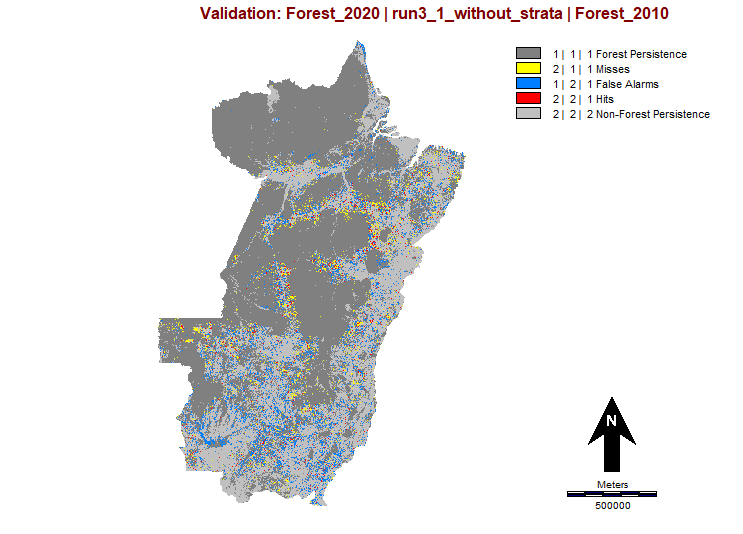 Validation: Forest_2020 | run3_1_without_strata | Forest_2010
1 | 1 | 1 Forest Persistence
2 | 1 | 1 Misses
1 | 2 | 1 False Alarms
2 | 2 | 1 Hits
2 | 2 | 2 Non-Forest Persistence
N
Meters
500000